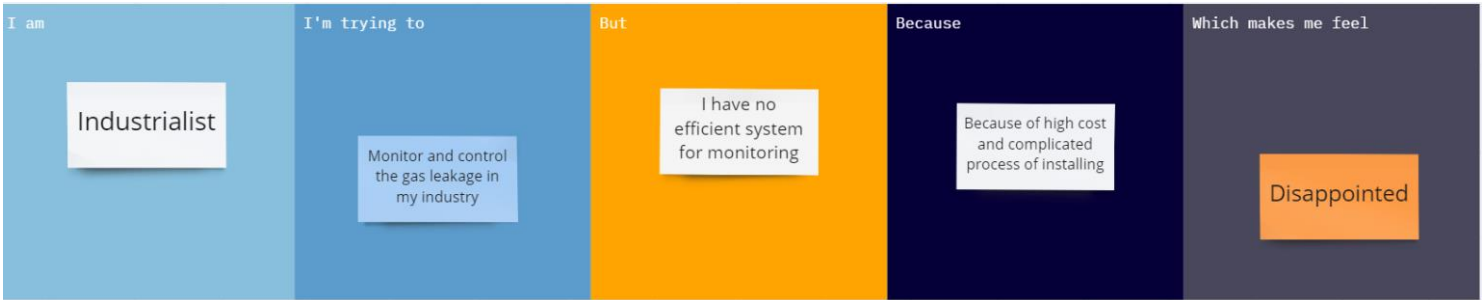 I am
Industrialist
I'm trying to
Monitor and control
the gas leakage in
my industry
But
I have no
efficient system
for monitoring
Because
Because of high cost
and complicated
process of installing
Which makes me feel
Disappointed